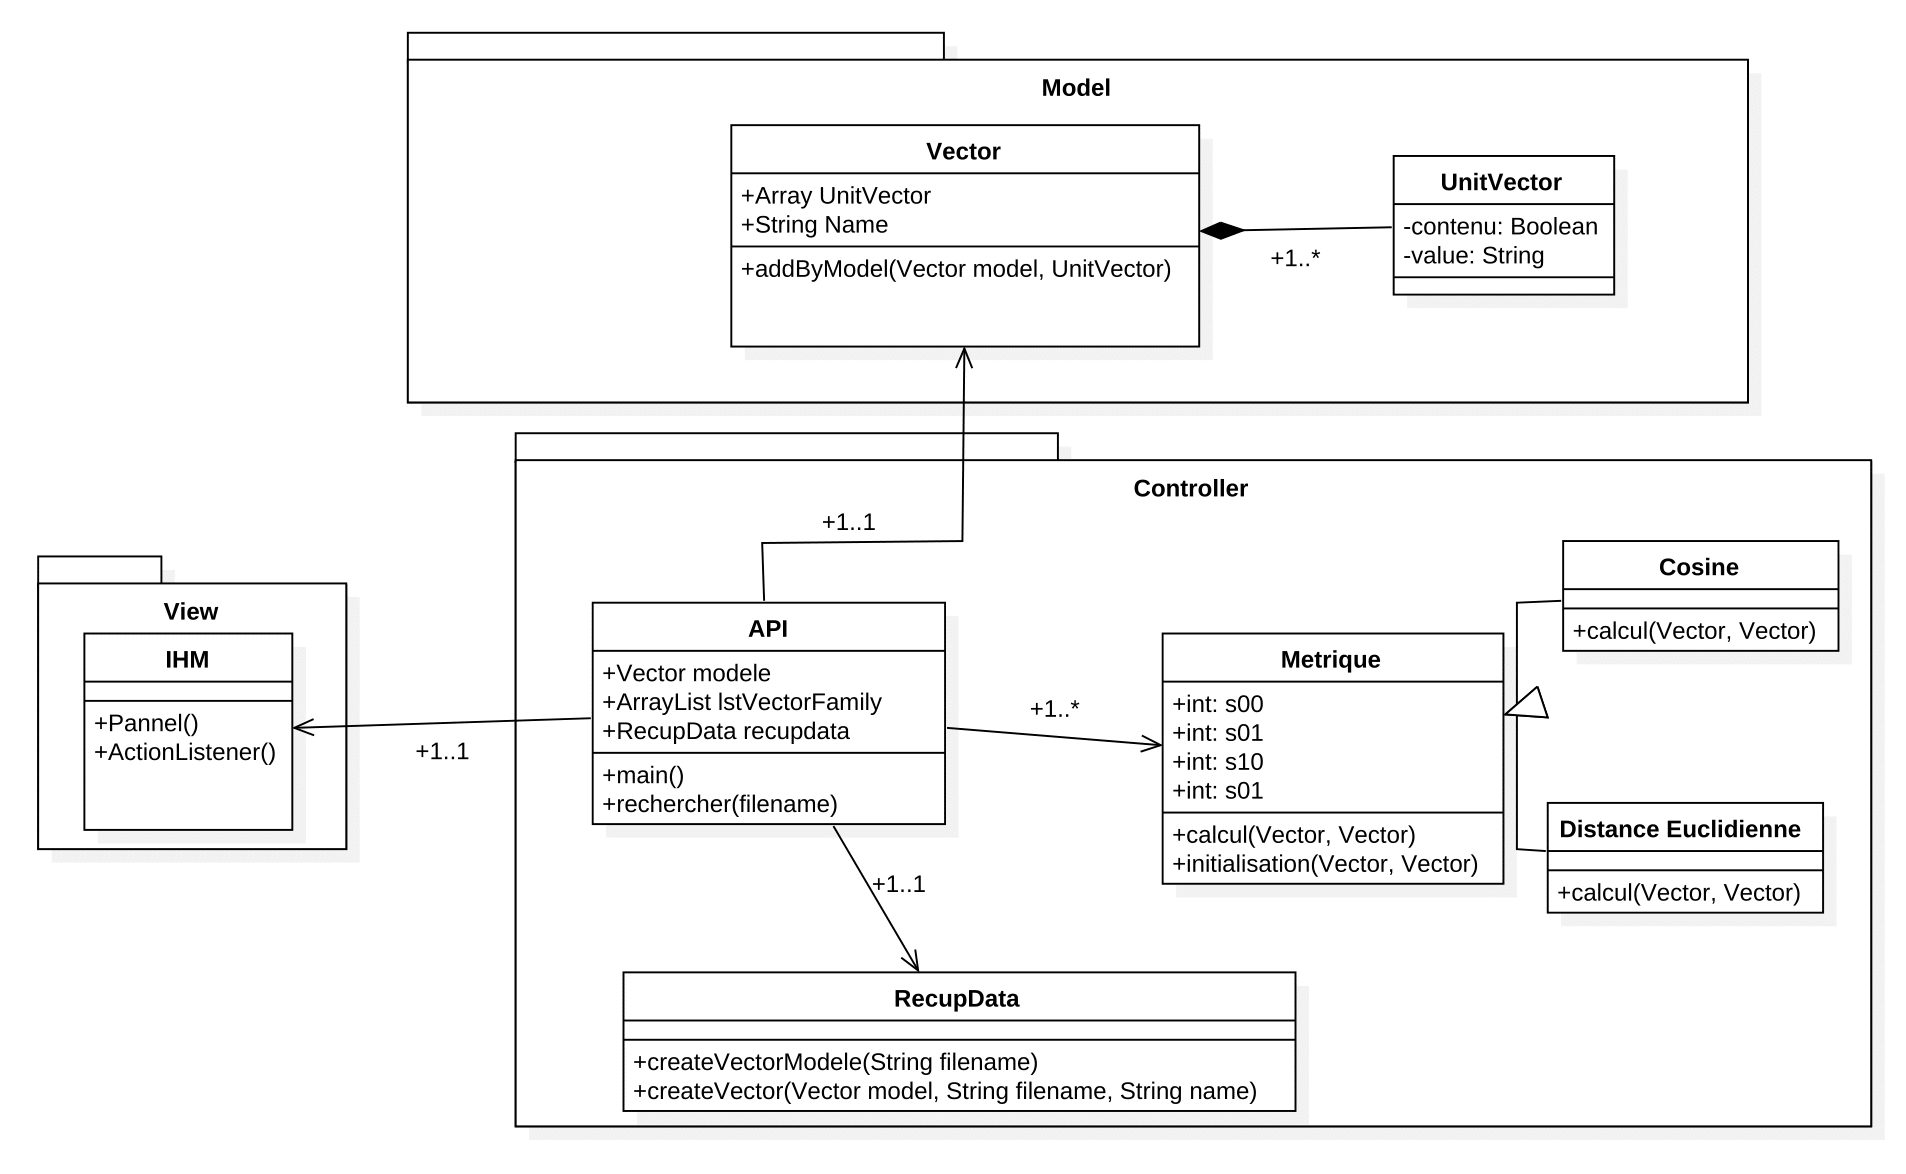 Model
Vector
+Array UnitVector
+String Name
+addByModel(Vector model, UnitVector)
+1..*
UnitVector
-contenu: Boolean
-value: String
Controller
+1..1
View
IHM
+Pannel()
+ActionListener()
+1..1
API
+Vector modele
+ArrayList lstVectorFamily
+RecupData recupdata
+main()
+rechercher(filename)
+1..*
Metrique
+int: s00
+int: s01
+int: s10
+int: s01
+calcul(Vector, Vector)
+initialisation(Vector, Vector)
Cosine
+calcul(Vector, Vector)
Distance Euclidienne
+calcul(Vector, Vector)
+1..1
RecupData
+createVectorModele(String filename)
+createVector(Vector model, String filename, String name)